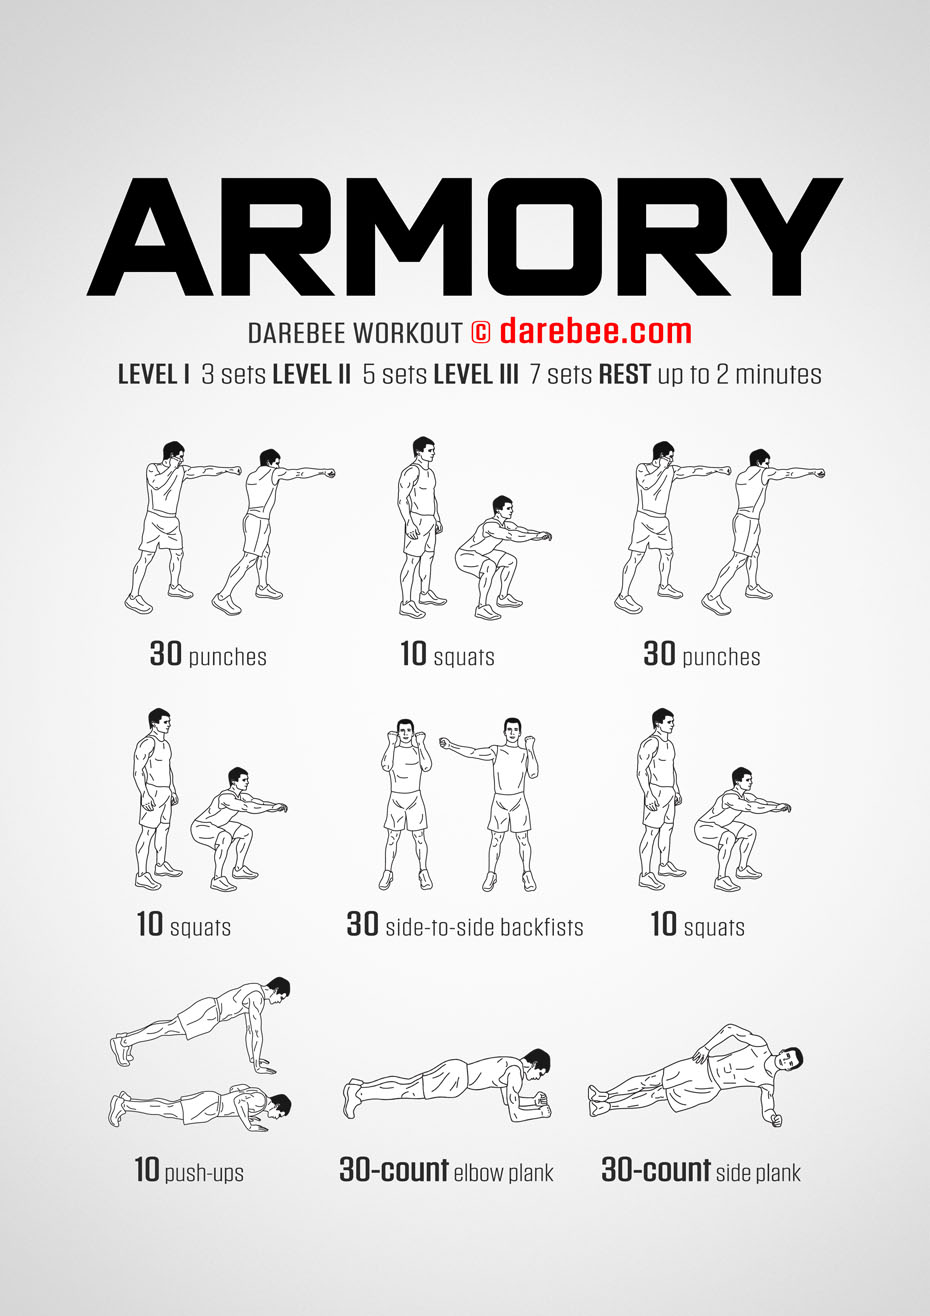 ARMORY
DAREBEE WORKOUT © darebee.com
LEVEL I 3 sets LEVEL II 5 sets LEVEL III 7 sets REST up to 2 minutes
30 punches
10 squats
30 punches
10 squats
30 side-to-side backfists
10 squats
10 push-ups
30-count elbow plank
30-count side plank